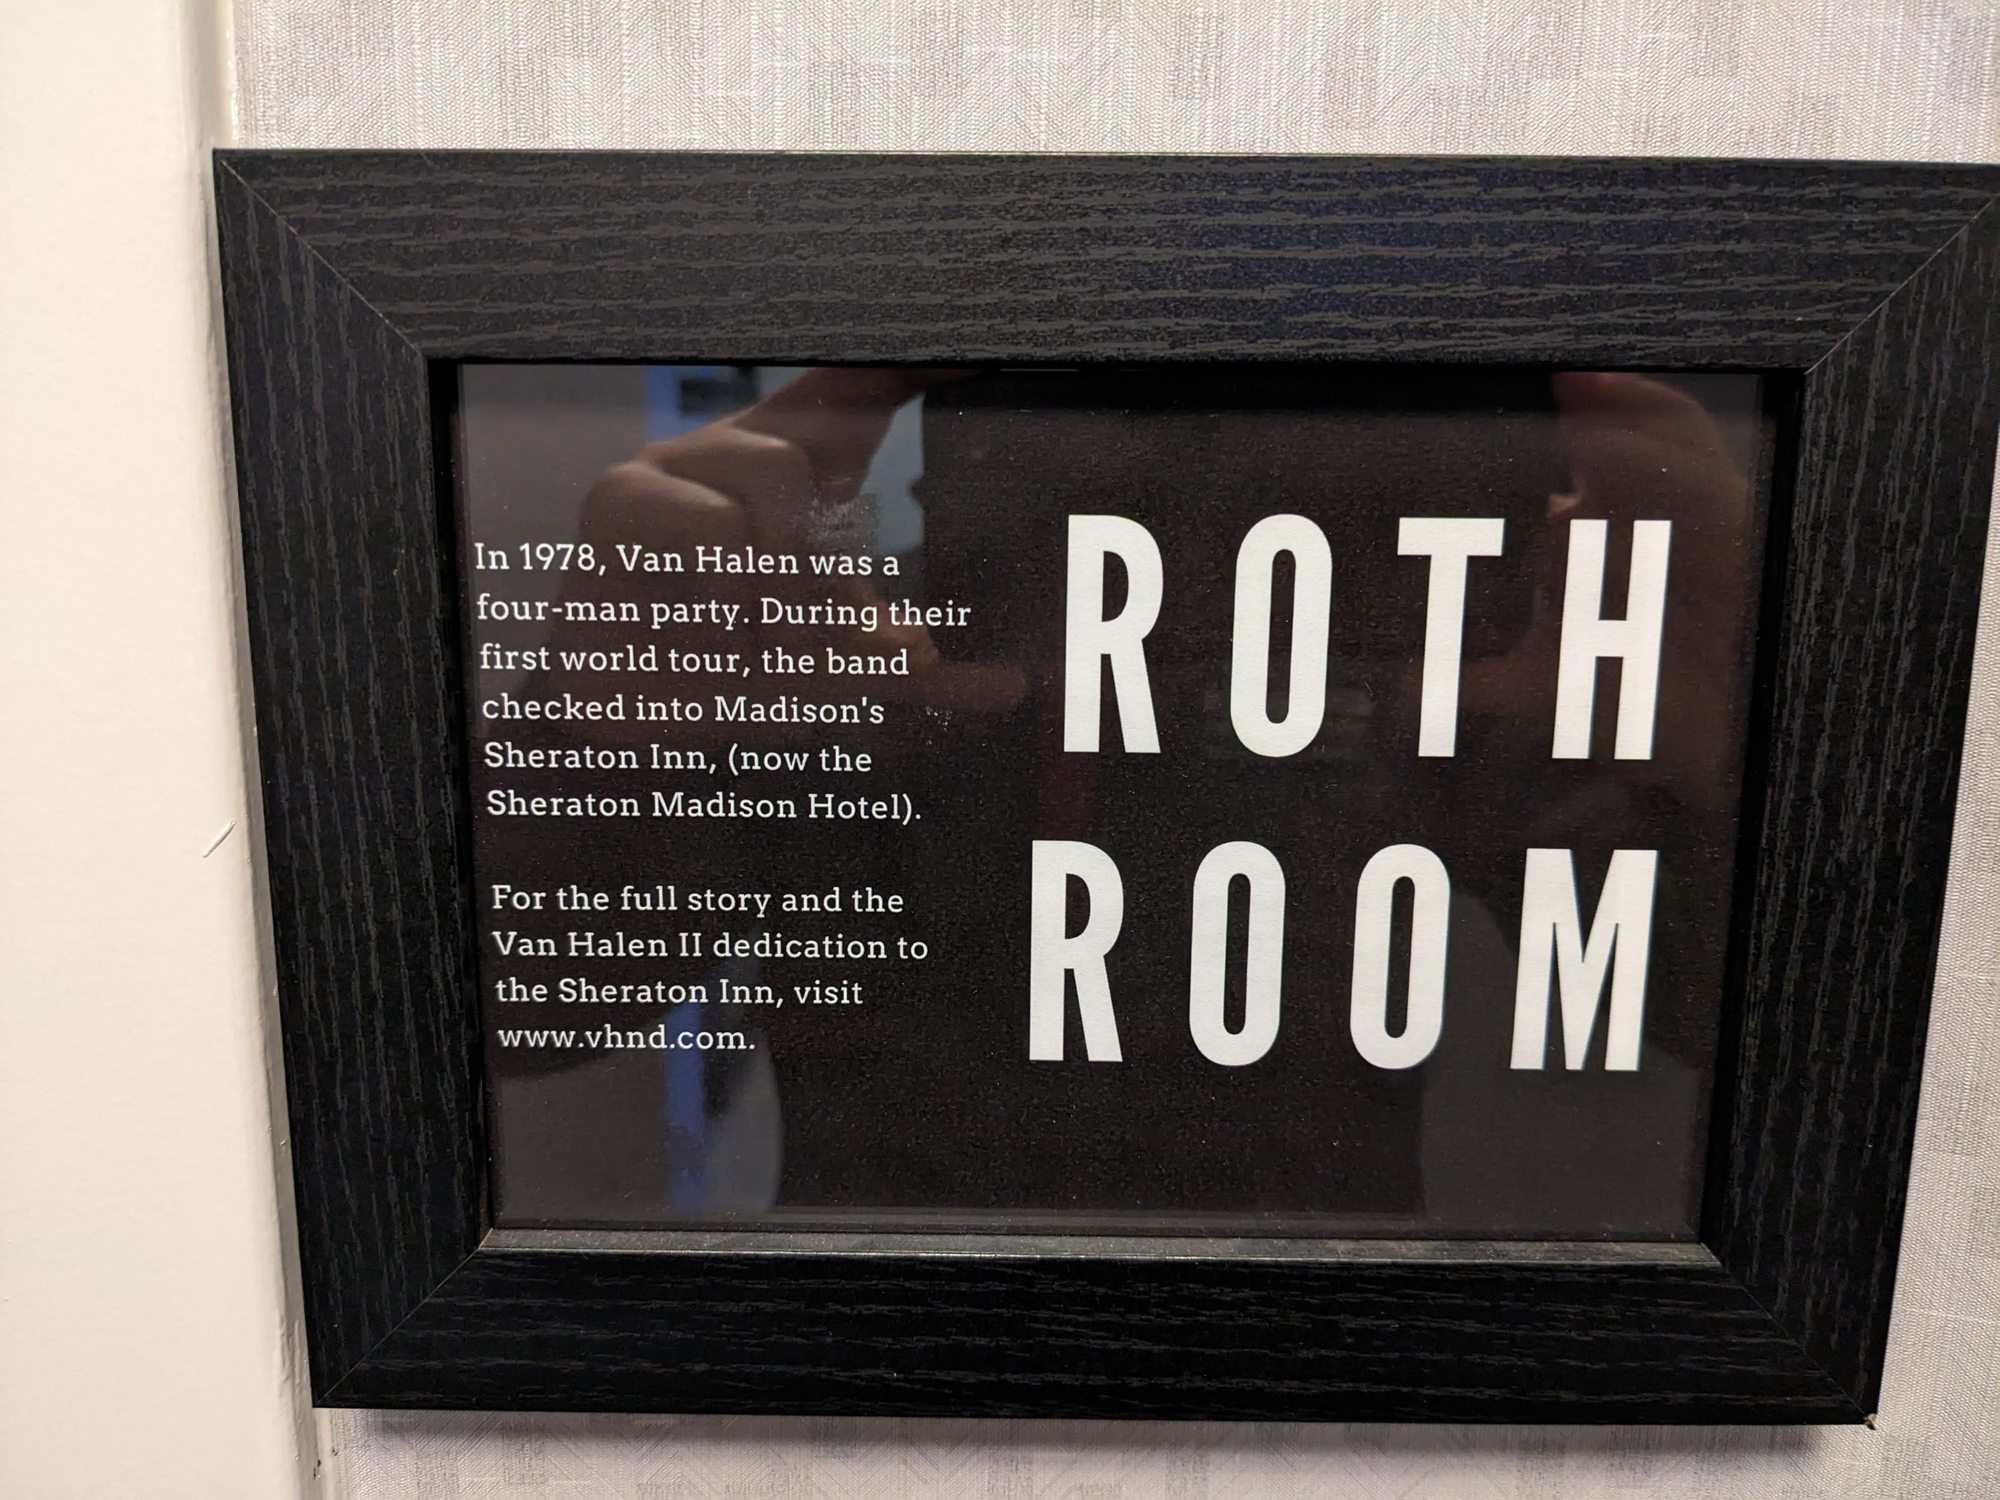 In 1978, Van Halen was a
four-man party. During their
first world tour, the band
checked into Madison's
Sheraton Inn, (now the
Sheraton Madison Hotel).
For the full story and the
Van Halen II dedication to
the Sheraton Inn, visit
www.vhnd.com.
ROTH
ROOM